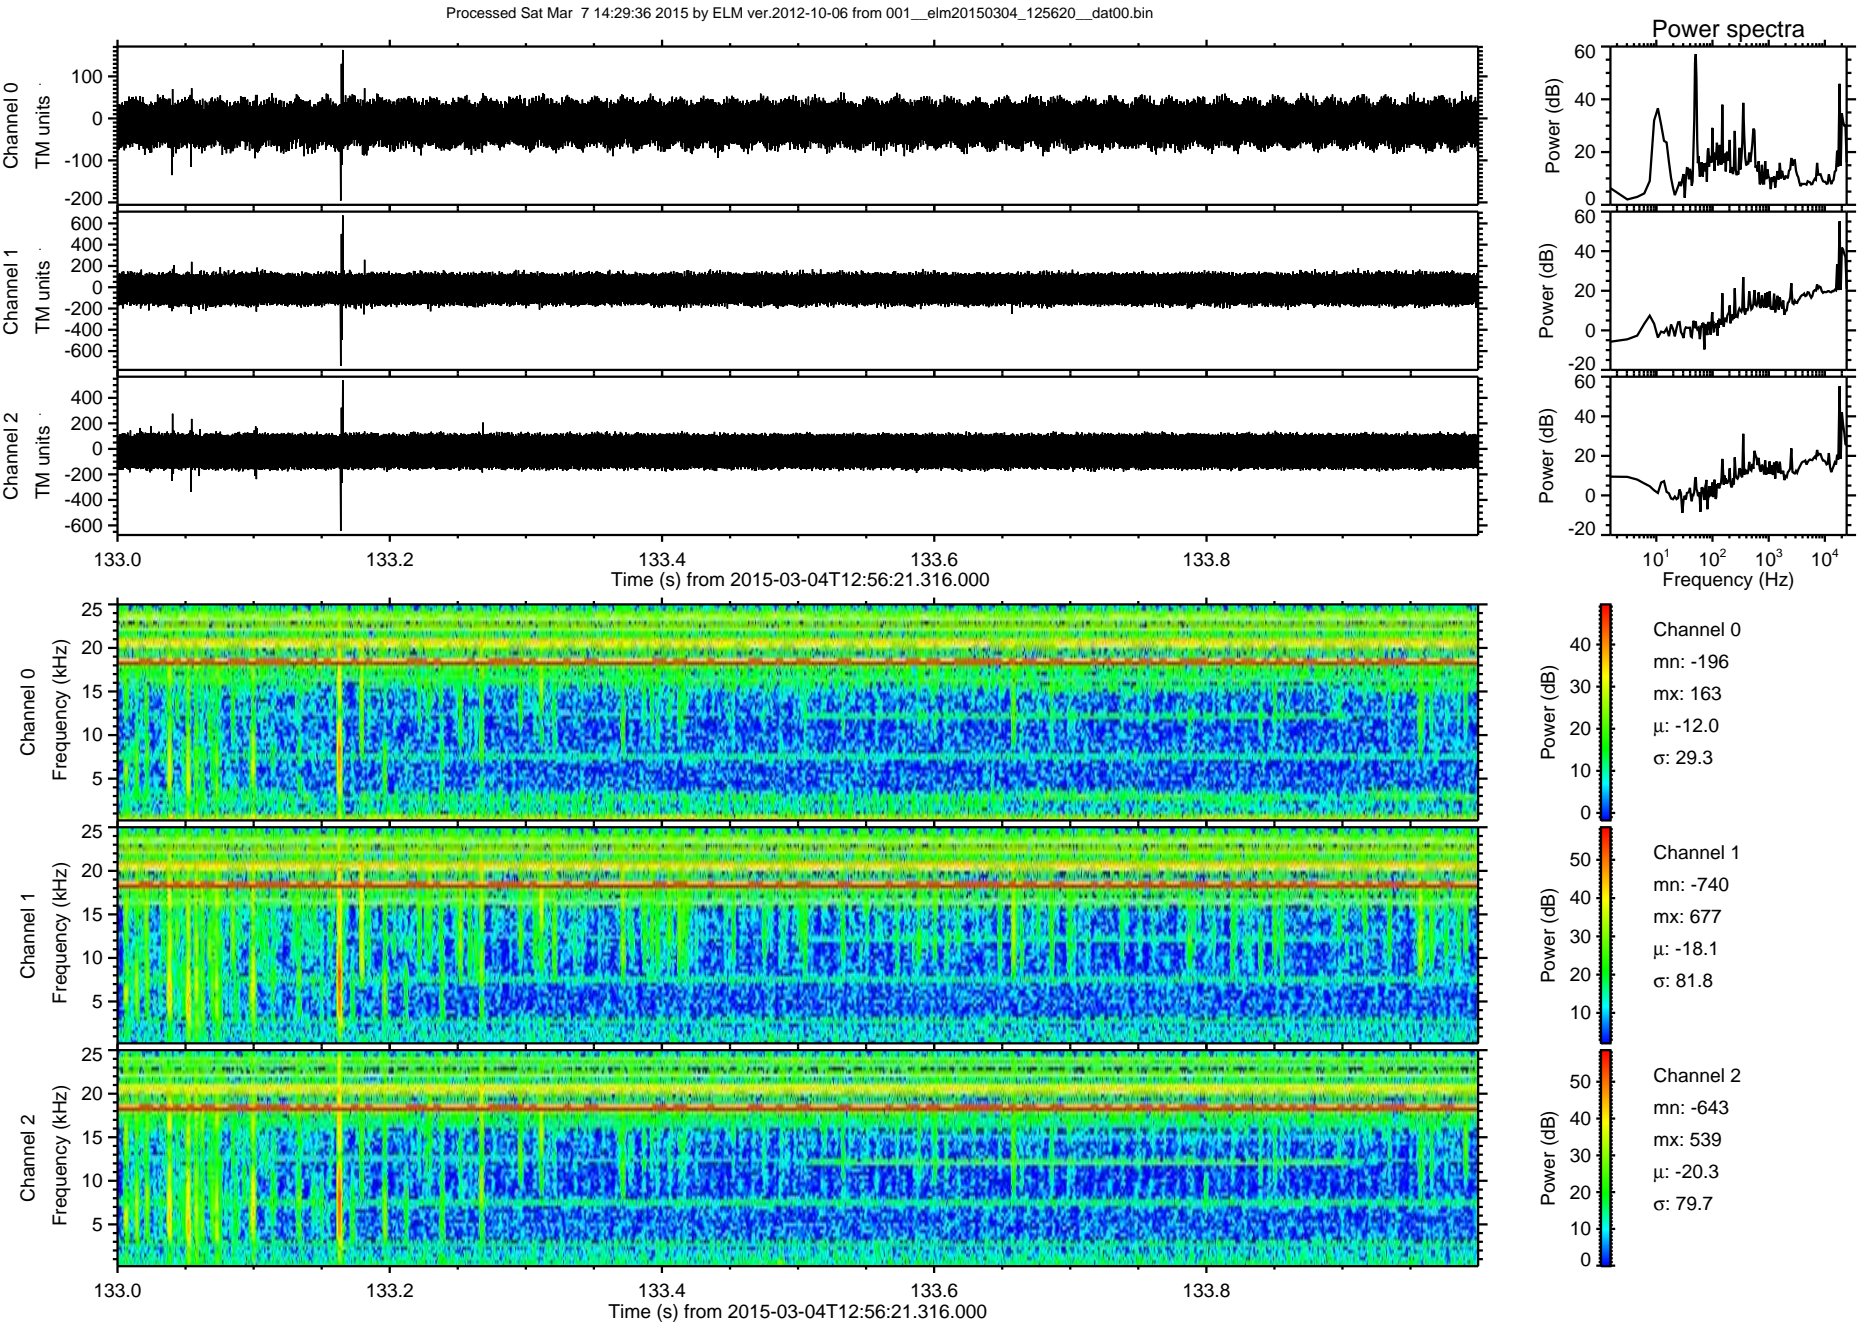 Processed Sat Mar 7 14:29:36 2015 by ELM ver.2012-10-06 from 001__elm20150304_125620__dat00.bin
Power spectra
Channel 0
TM units
100
0
-100
-200
Power (dB)
60
40
20
0
Channel 1
TM units
600
400
200
0
-200
-400
-600
Power (dB)
60
40
20
0
-20
Channel 2
TM units
400
200
0
-200
-400
-600
Power (dB)
60
40
20
0
-20
133.0 133.2 133.4 133.6 133.8
Time (s) from 2015-03-04T12:56:21.316.000
10^1 10^2 10^3 10^4
Frequency (Hz)
Channel 0
Frequency (kHz)
25
20
15
10
5
Power (dB)
40
30
20
10
0
Channel 0
mn: -196
mx: 163
μ: -12.0
σ: 29.3
Channel 1
Frequency (kHz)
25
20
15
10
5
Power (dB)
50
40
30
20
10
Channel 1
mn: -740
mx: 677
μ: -18.1
σ: 81.8
Channel 2
Frequency (kHz)
25
20
15
10
5
Power (dB)
50
40
30
20
10
0
Channel 2
mn: -643
mx: 539
μ: -20.3
σ: 79.7
133.0 133.2 133.4 133.6 133.8
Time (s) from 2015-03-04T12:56:21.316.000